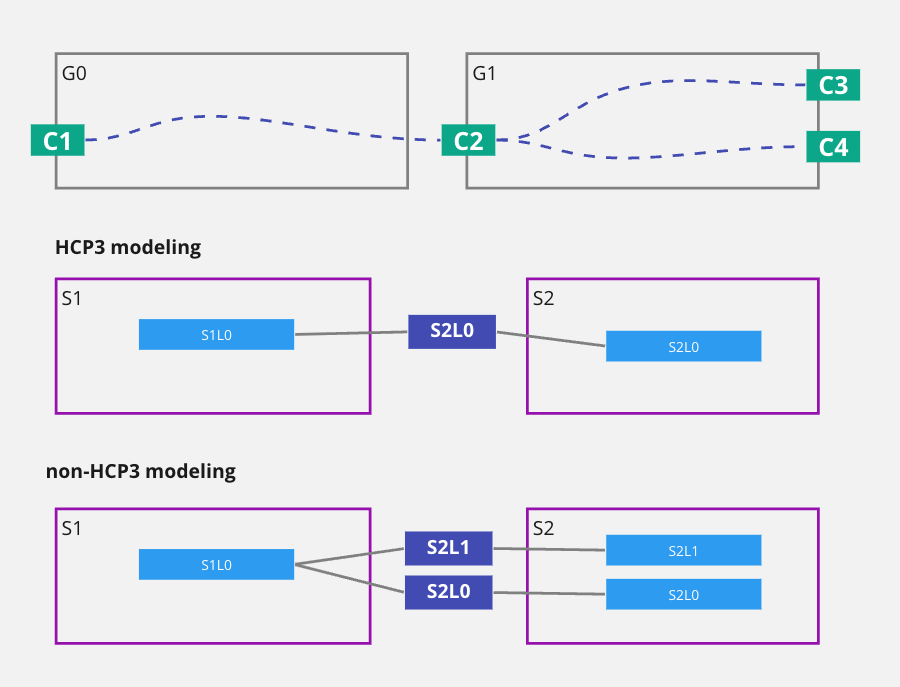 G0
G1
C1
C2
C3
C4
HCP3 modeling
S1
S1L0
S2L0
S2
S2L0
non-HCP3 modeling
S1
S1L0
S2L1
S2L0
S2
S2L1
S2L0